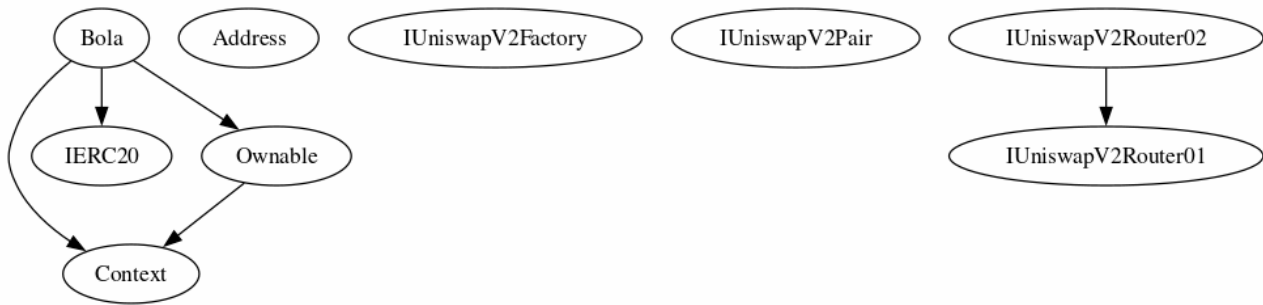 Bola
Address
IUniswapV2Factory
IUniswapV2Pair
IUniswapV2Router02
IERC20
Ownable
IUniswapV2Router01
Context